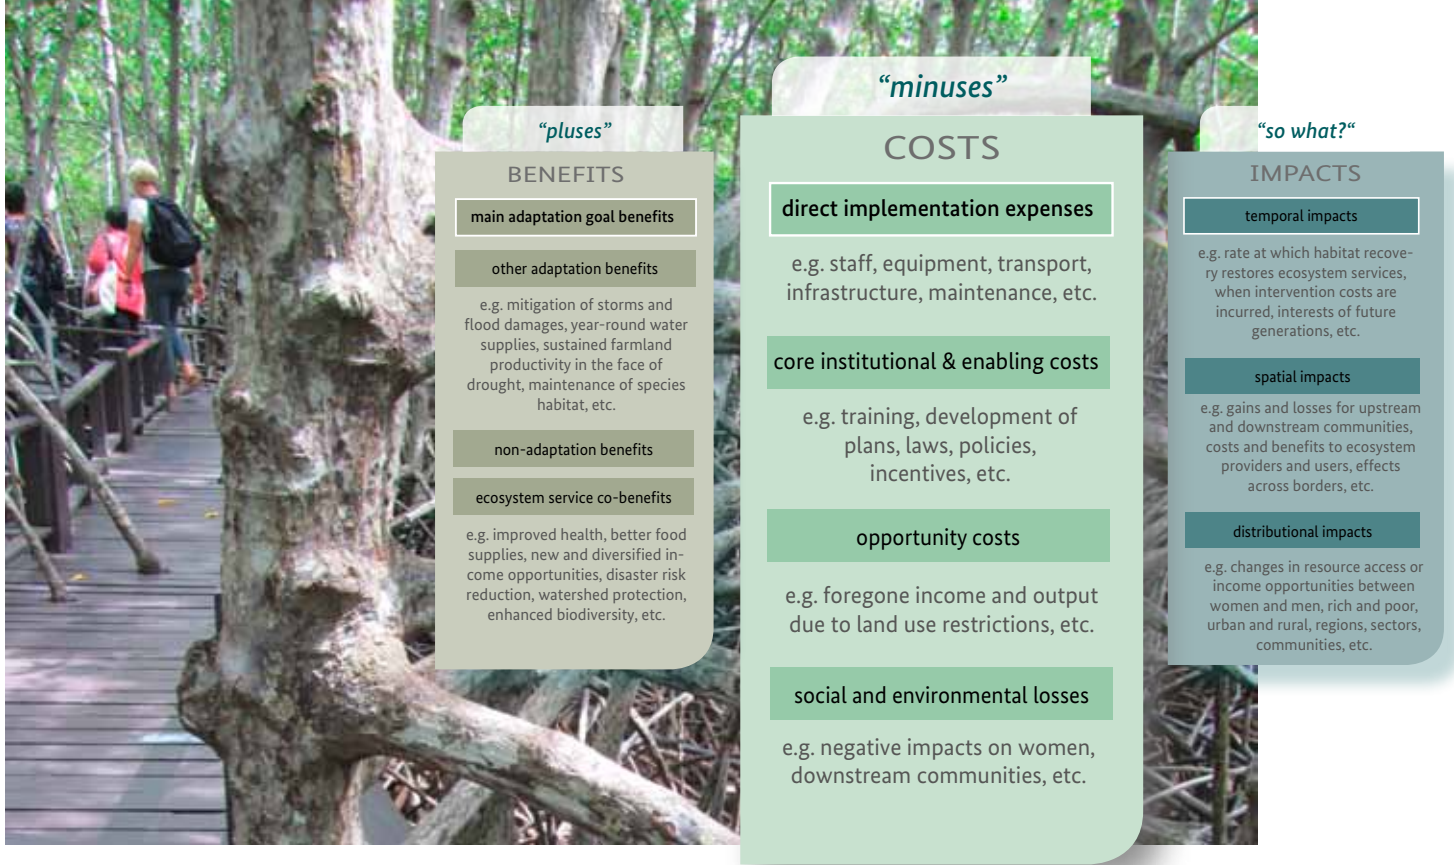 “pluses”
BENEFITS
main adaptation goal benefits
other adaptation benefits
e.g. mitigation of storms and
flood damages, year-round water
supplies, sustained farmland
productivity in the face of
drought, maintenance of species
habitat, etc.
non-adaptation benefits
ecosystem service co-benefits
e.g. improved health, better food
supplies, new and diversified in-
come opportunities, disaster risk
reduction, watershed protection,
enhanced biodiversity, etc.
“minuses”
COSTS
direct implementation expenses
e.g. staff, equipment, transport,
infrastructure, maintenance, etc.
core institutional & enabling costs
e.g. training, development of
plans, laws, policies,
incentives, etc.
opportunity costs
e.g. foregone income and output
due to land use restrictions, etc.
social and environmental losses
e.g. negative impacts on women,
downstream communities, etc.
“so what?“
IMPACTS
temporal impacts
e.g. rate at which habitat recove-
ry restores ecosystem services,
when intervention costs are
incurred, interests of future
generations, etc.
spatial impacts
e.g. gains and losses for upstream
and downstream communities,
costs and benefits to ecosystem
providers and users, effects
across borders, etc.
distributional impacts
e.g. changes in resource access or
income opportunities between
women and men, rich and poor,
urban and rural, regions, sectors,
communities, etc.